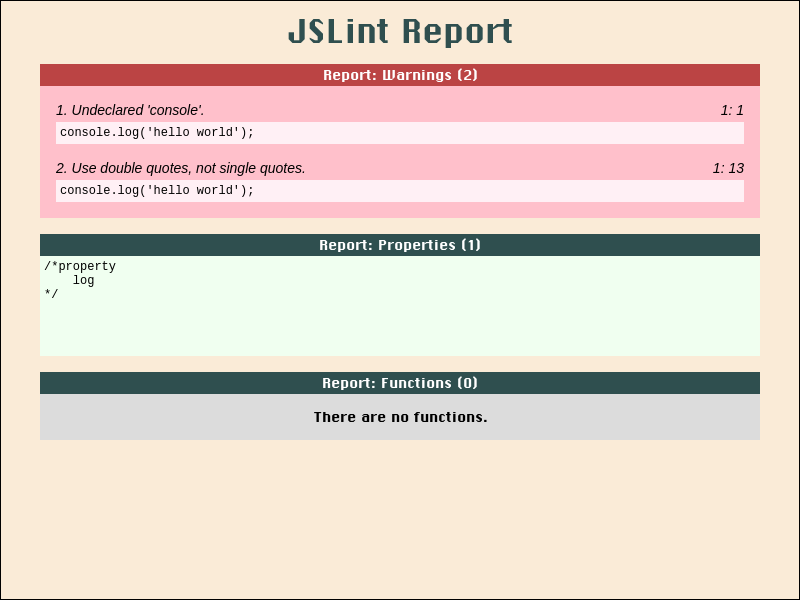 JSLint Report
Report: Warnings (2)
1. Undeclared 'console'. 1: 1
console.log('hello world');
2. Use double quotes, not single quotes. 1: 13
console.log('hello world');
Report: Properties (1)
/*property
    log
*/
Report: Functions (0)
There are no functions.